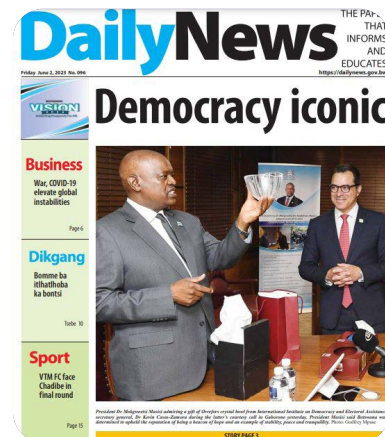 DailyNews
THE
THAT
INFORMS
AND
EDUCATES
Friday June 2, 2023 No. 096
https://dailynews.gov.bw
VISION
Democracy iconic
Business
War, COVID-19
elevate global
instabilities
Page 6
Dikgang
Bomme ba
itlhatlhoba
ka bontsi
Tsebe 10
Sport
VTM FC face
Chadibe in
final round
Page 15
President Dr Mokgweetsi Masisi admiring a gift of Orrefors crystal bowl from International Institute on Democracy and Electoral Assistance
secretary general, Dr Kevin Casas-Zamora during the latter's courtesy call in Gaborone yesterday. President Masisi said Botswana was
determined to uphold the reputation of being a beacon of hope and an example of stability, peace and tranquility. Photo: Godfrey Mpuse
STORY PAGE 3